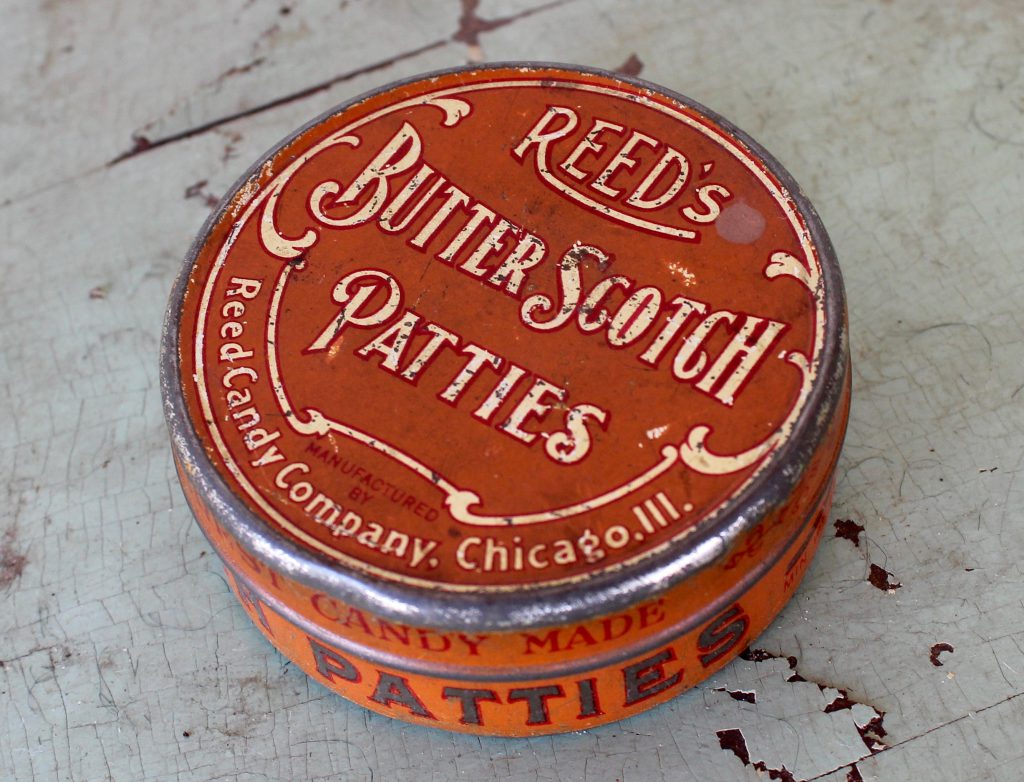 REED'S
BUTTER SCOTCH
PATTIES
MANUFACTURED
BY
Reed Candy Company. Chicago. Ill.
CANDY MADE
PATTIES